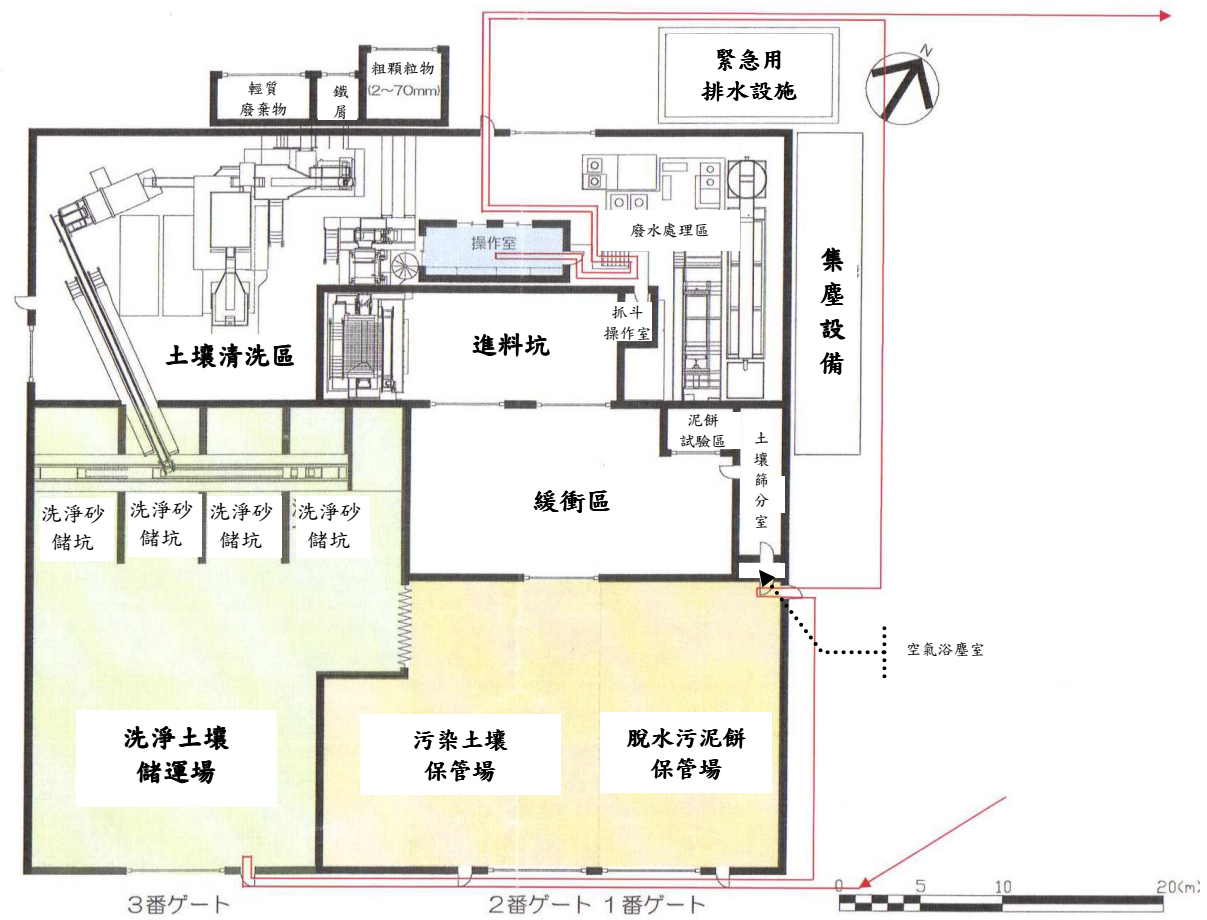 緊急用
排水設施
N
粗顆粒物
(2～70mm)
輕質
廢棄物
鐵
屑
操作室
廢水處理區
集
塵
設
備
抓斗
操作室
進料坑
土壤清洗區
泥餅
試驗區
土
壤
篩
分
室
緩衝區
洗淨砂
儲坑
洗淨砂
儲坑
洗淨砂
儲坑
洗淨砂
儲坑
空氣浴塵室
洗淨土壤
儲運場
污染土壤
保管場
脫水污泥餅
保管場
0 5 10 20(m)
3番ゲート 2番ゲート 1番ゲート